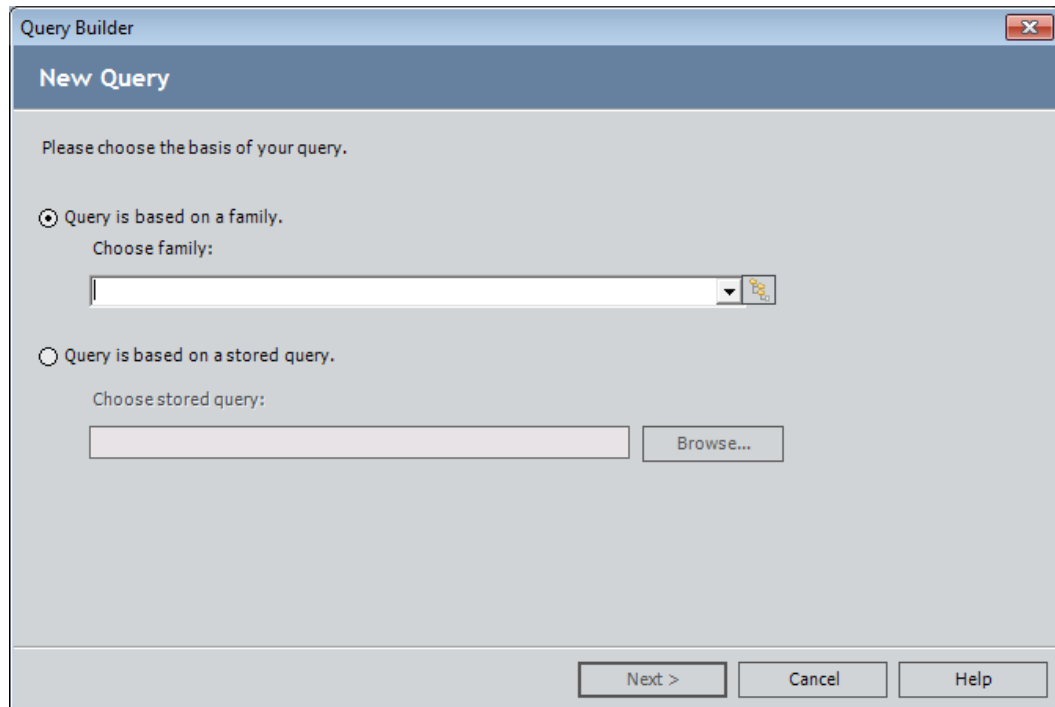 Query Builder
New Query
Please choose the basis of your query.
Query is based on a family.
Choose family:
Query is based on a stored query.
Choose stored query:
Browse...
Next >
Cancel
Help